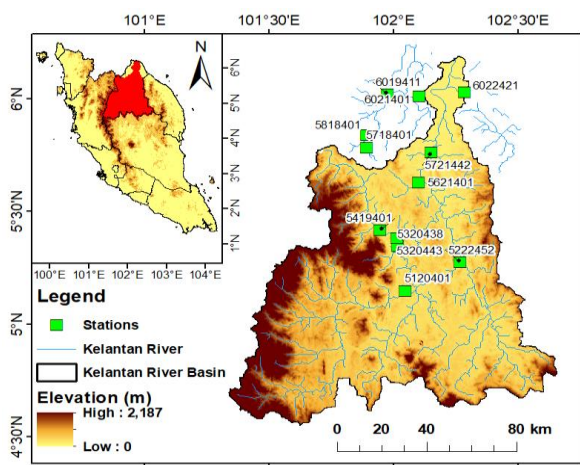 101°E
101°30'E
102°0'E
102°30'E
N
6°N
5°N
4°N
3°N
2°N
1°N
100°E
101°E
102°E
103°E
104°E
6°N
5°30'N
5°N
4°30'N
6019411
6021401
6022421
5818401
5718401
5721442
5621401
5419401
5320438
5320443
5222452
5120401
Legend
Stations
Kelantan River
Kelantan River Basin
Elevation (m)
High : 2,187
Low : 0
0 20 40 60 80 km